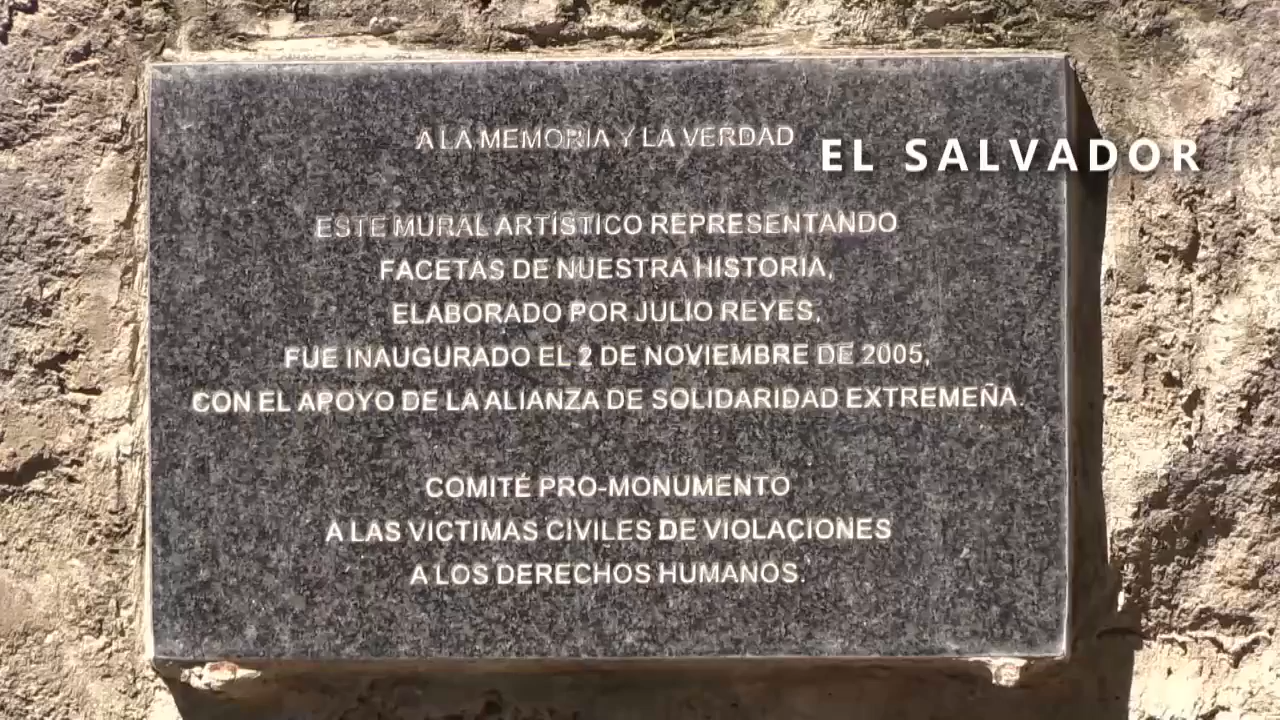 A LA MEMORIA Y LA VERDAD
EL SALVADOR
ESTE MURAL ARTÍSTICO REPRESENTANDO
FACETAS DE NUESTRA HISTORIA,
ELABORADO POR JULIO REYES,
FUE INAUGURADO EL 2 DE NOVIEMBRE DE 2005,
CON EL APOYO DE LA ALIANZA DE SOLIDARIDAD EXTREMEÑA.
COMITÉ PRO-MONUMENTO
A LAS VICTIMAS CIVILES DE VIOLACIONES
A LOS DERECHOS HUMANOS.